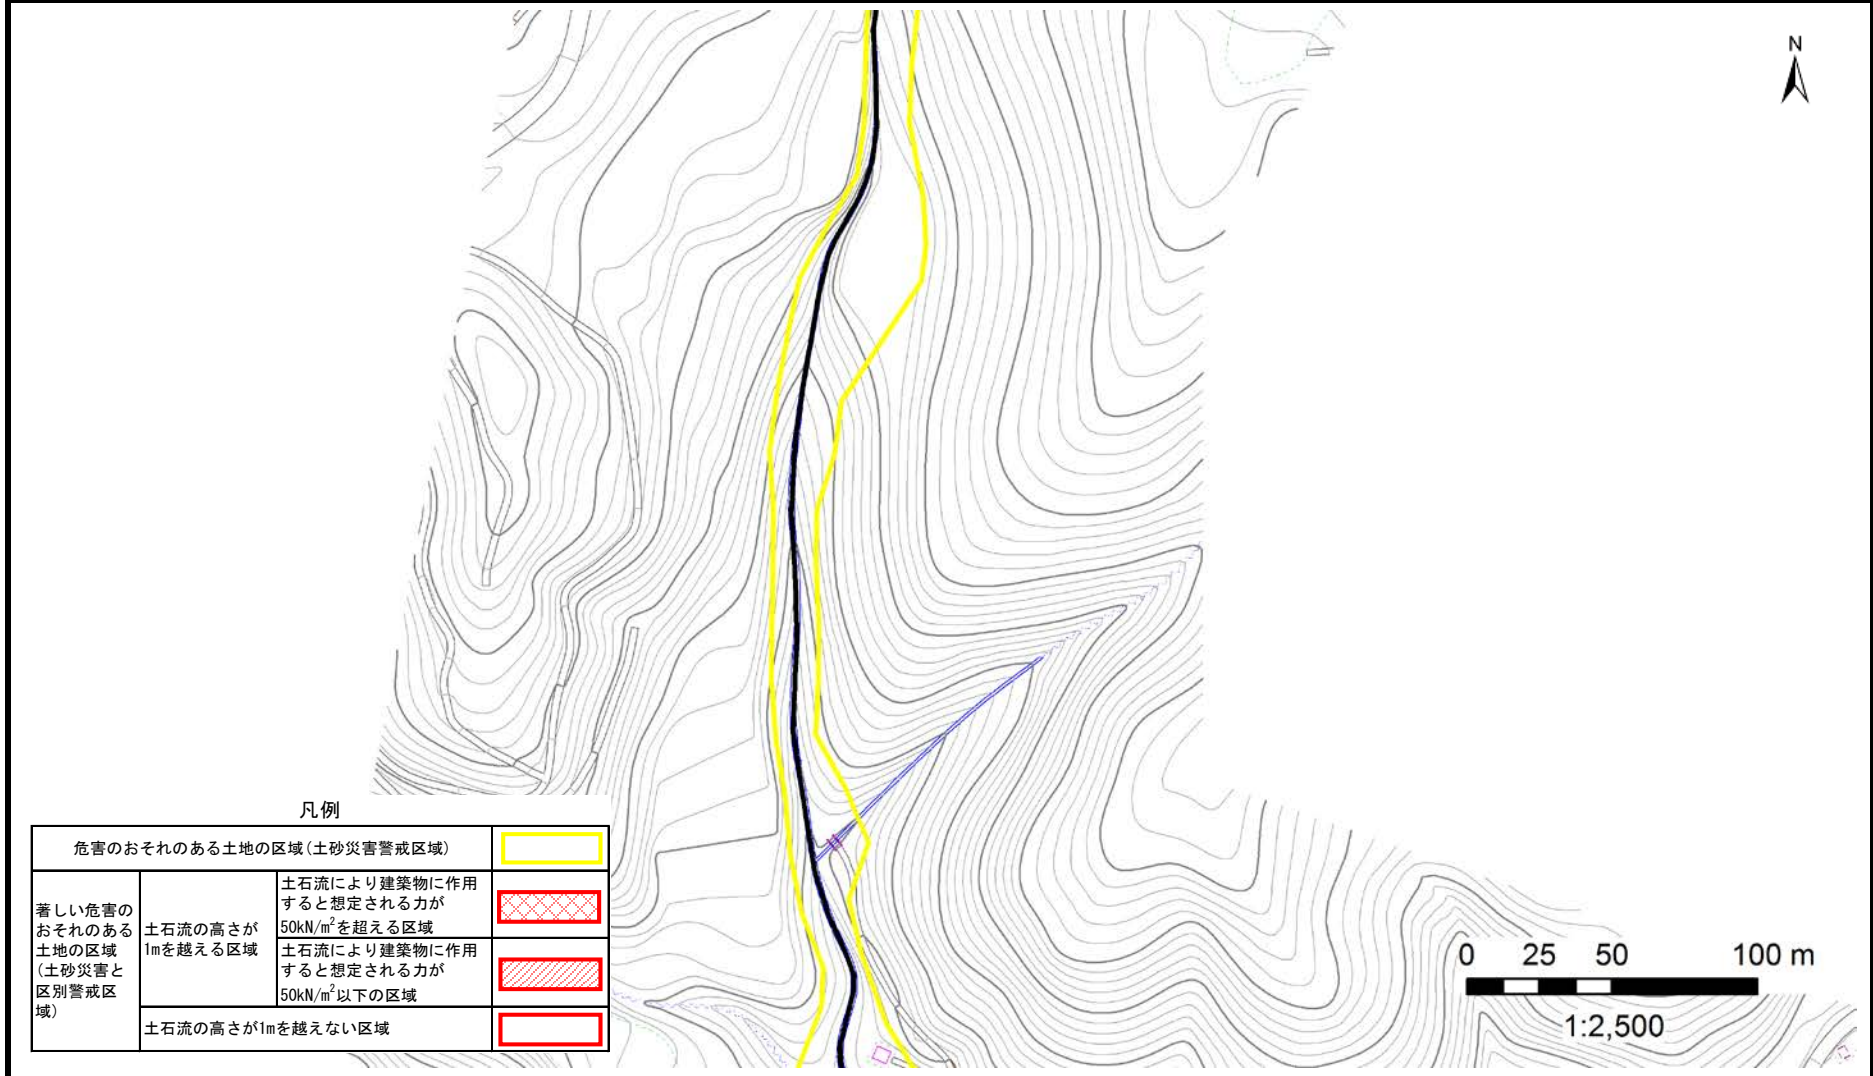 N
凡例
危害のおそれのある土地の区域(土砂災害警戒区域)
著しい危害の
おそれのある
土地の区域
(土砂災害と
区別警戒区
域)
土石流の高さが
1mを越える区域
土石流により建築物に作用
すると想定される力が
50kN/m²を超える区域
土石流により建築物に作用
すると想定される力が
50kN/m²以下の区域
土石流の高さが1mを越えない区域
0 25 50 100 m
1:2,500